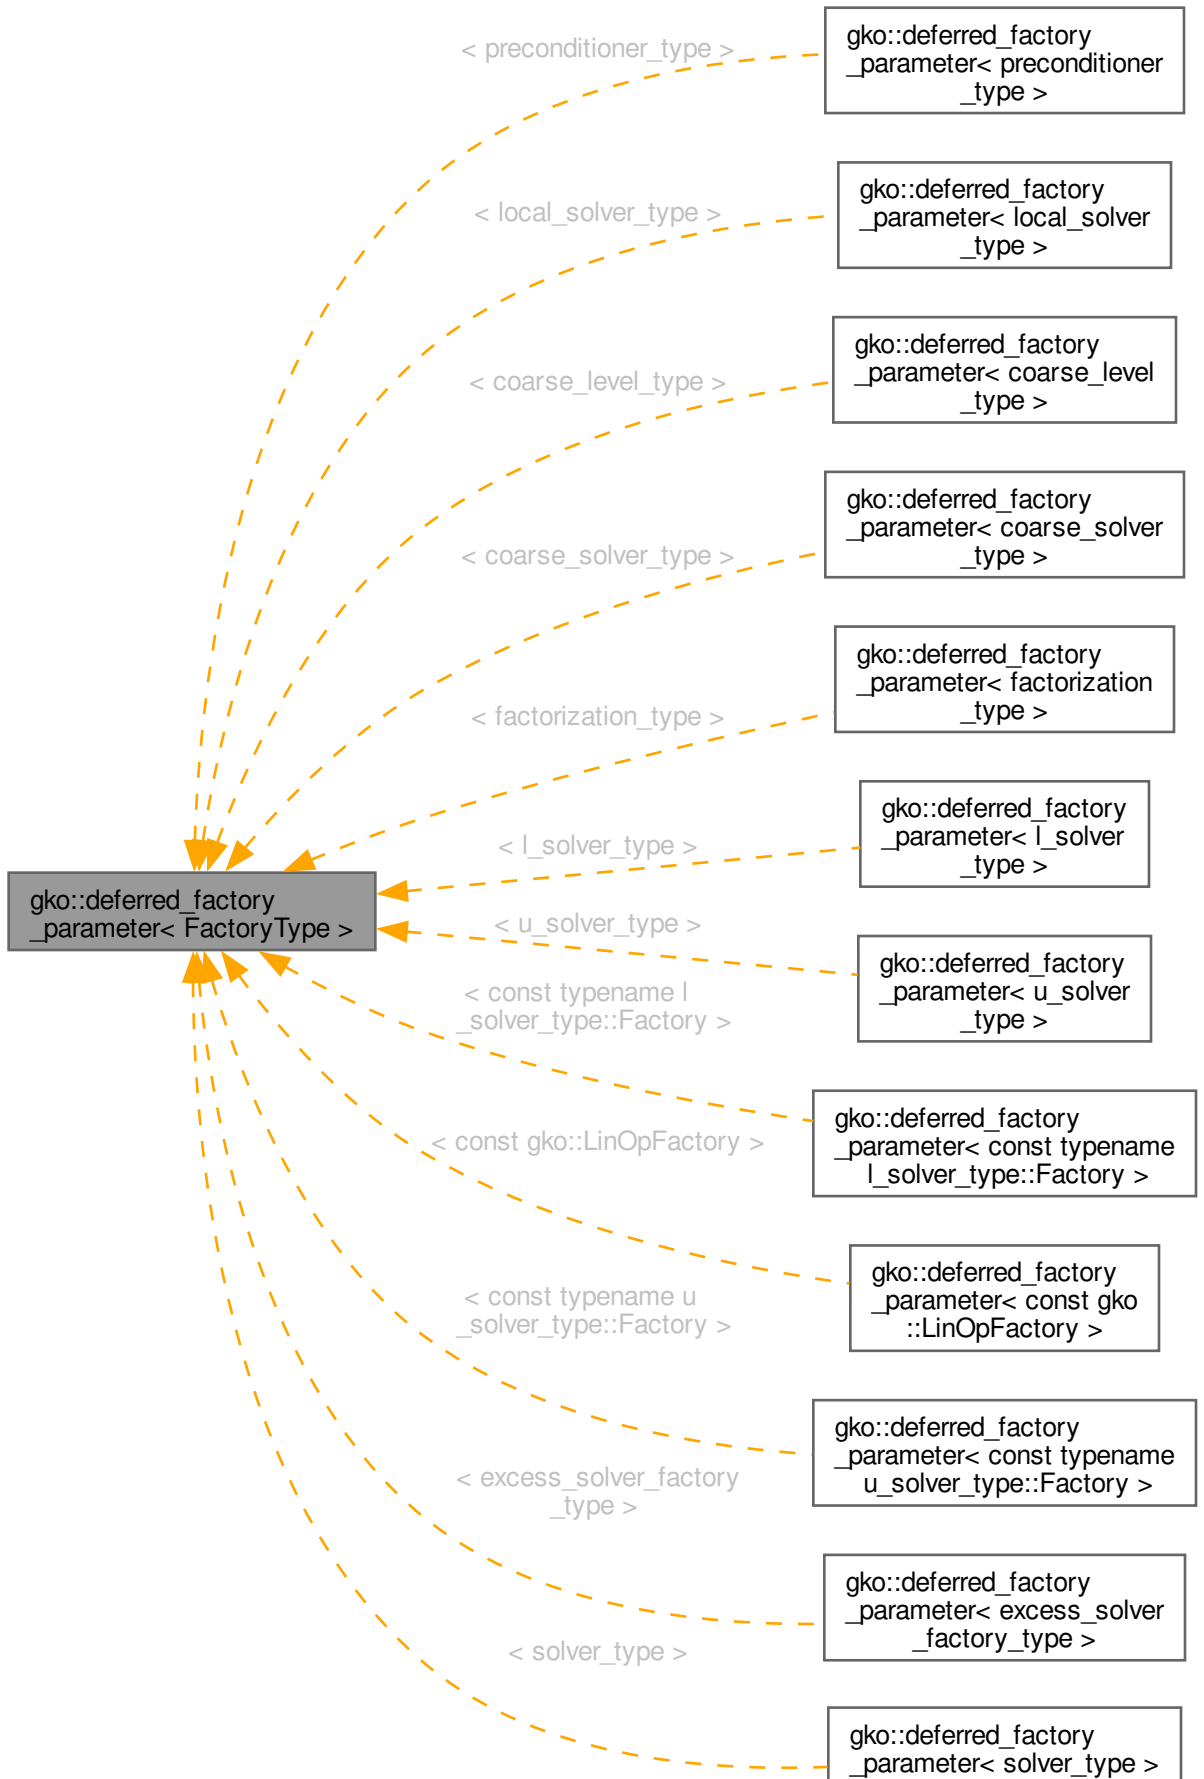 < preconditioner_type >
gko::deferred_factory
_parameter< preconditioner
_type >
< local_solver_type >
gko::deferred_factory
_parameter< local_solver
_type >
< coarse_level_type >
gko::deferred_factory
_parameter< coarse_level
_type >
< coarse_solver_type >
gko::deferred_factory
_parameter< coarse_solver
_type >
< factorization_type >
gko::deferred_factory
_parameter< factorization
_type >
< l_solver_type >
gko::deferred_factory
_parameter< l_solver
_type >
gko::deferred_factory
_parameter< FactoryType >
< u_solver_type >
gko::deferred_factory
_parameter< u_solver
_type >
< const typename l
_solver_type::Factory >
gko::deferred_factory
_parameter< const typename
l_solver_type::Factory >
< const gko::LinOpFactory >
gko::deferred_factory
_parameter< const gko
::LinOpFactory >
< const typename u
_solver_type::Factory >
gko::deferred_factory
_parameter< const typename
u_solver_type::Factory >
< excess_solver_factory
_type >
gko::deferred_factory
_parameter< excess_solver
_factory_type >
< solver_type >
gko::deferred_factory
_parameter< solver_type >